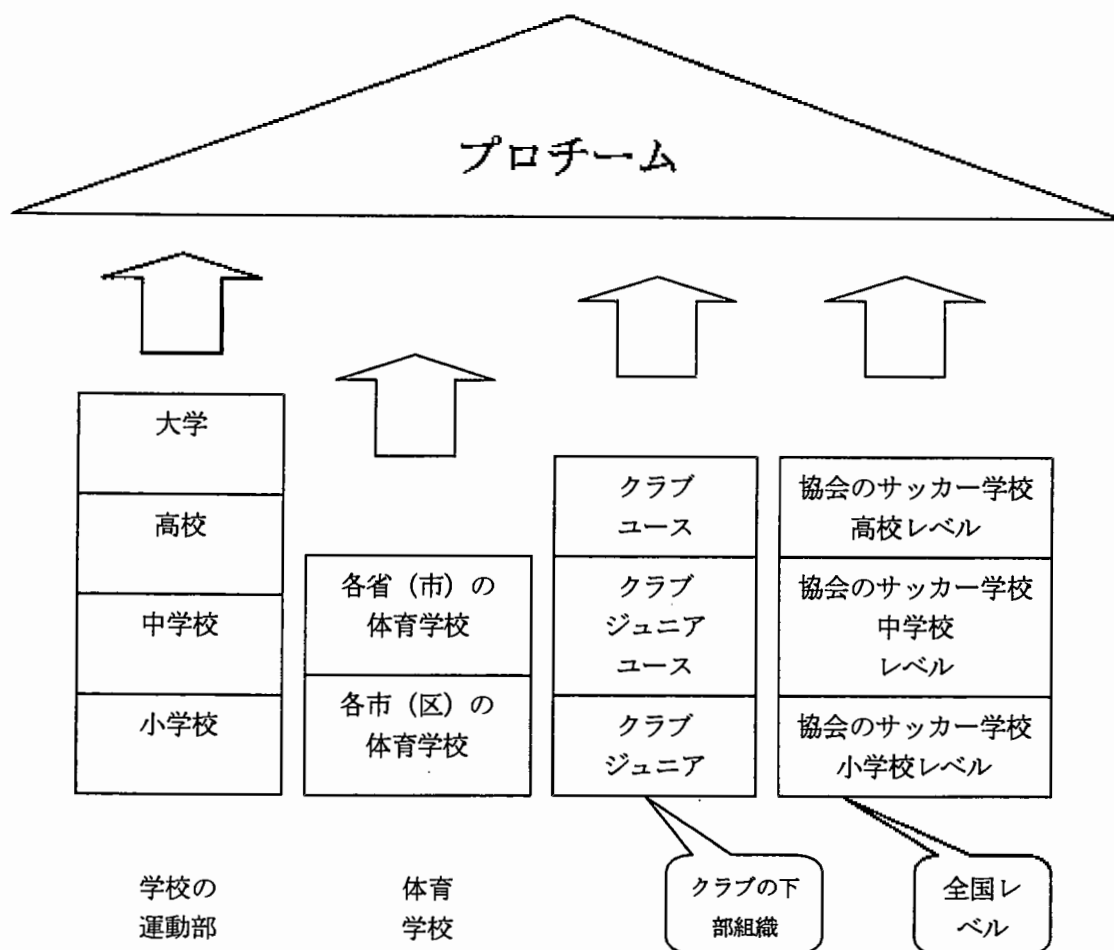 プロチーム
大学
高校
中学校
小学校
学校の
運動部
各省（市）の
体育学校
各市（区）の
体育学校
体育
学校
クラブ
ユース
クラブ
ジュニア
ユース
クラブ
ジュニア
クラブの下
部組織
協会のサッカー学校
高校レベル
協会のサッカー学校
中学校
レベル
協会のサッカー学校
小学校レベル
全国レ
ベル